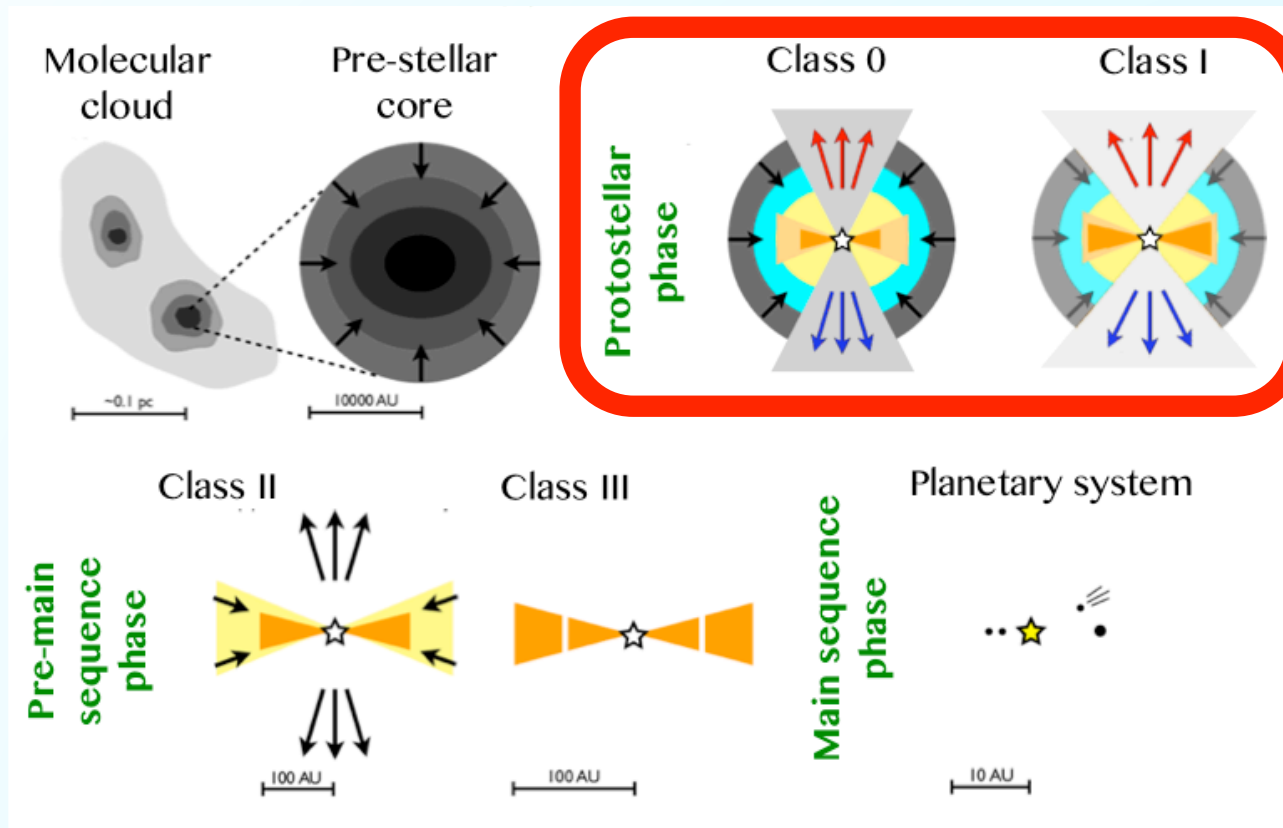 Molecular
cloud
Pre-stellar
core
Class 0
Class I
Protostellar
phase
~0.1 pc
10000 AU
Class II
Class III
Planetary system
Pre-main
sequence
phase
Main sequence
phase
100 AU
100 AU
10 AU